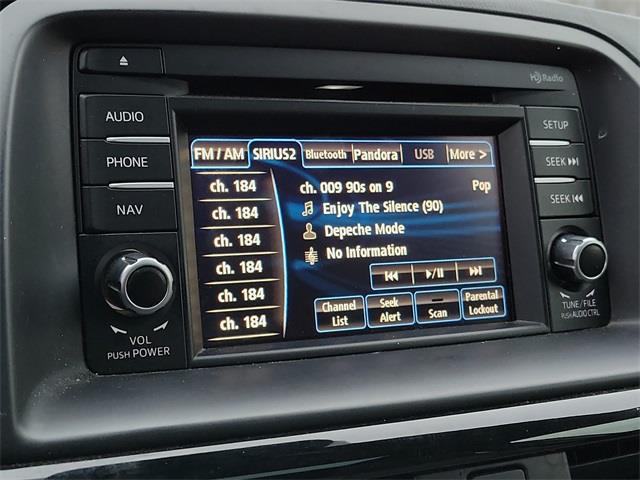 HD Radio
AUDIO
PHONE
NAV
VOL
PUSH POWER
FM / AM SIRIUS2 Bluetooth Pandora USB More >
ch. 184
ch. 184
ch. 184
ch. 184
ch. 184
ch. 184
ch. 009 90s on 9 Pop
Enjoy The Silence (90)
Depeche Mode
No Information
Channel List
Seek Alert
Scan
Parental Lockout
SETUP
SEEK
SEEK
TUNE/FILE
PUSH AUDIO CTRL